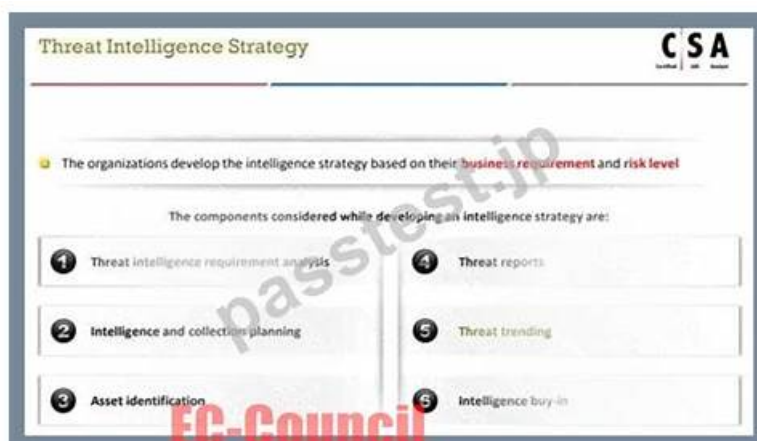 Threat Intelligence Strategy
CSA
The organizations develop the intelligence strategy based on their business requirement and risk level
The components considered while developing an intelligence strategy are:
1 Threat intelligence requirement analysis
2 Intelligence and collection planning
3 Asset identification
4 Threat reports
5 Threat trending
6 Intelligence buy-in
passtest.jp
EC-Council